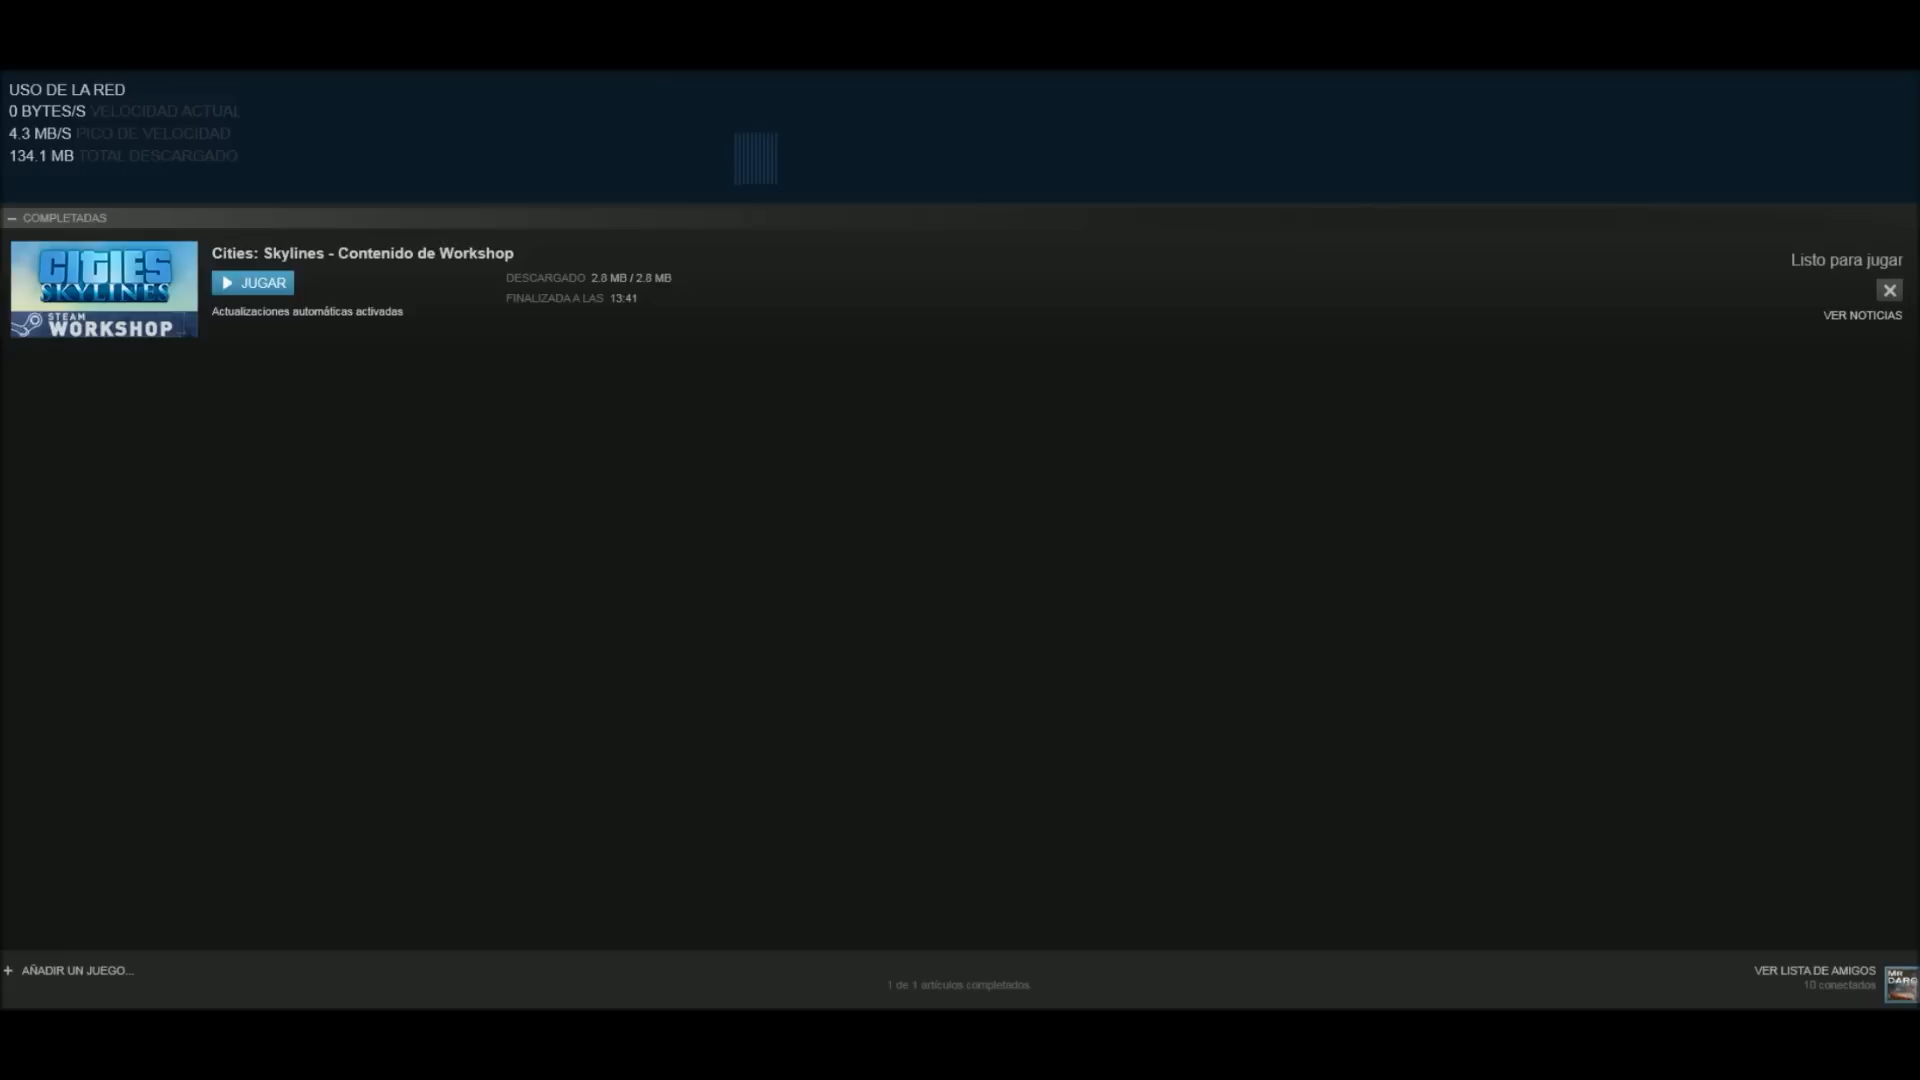 USO DE LA RED
0 BYTES/S VELOCIDAD ACTUAL
4.3 MB/S PICO DE VELOCIDAD
134.1 MB TOTAL DESCARGADO
– COMPLETADAS
CITIES
SKYLINES
STEAM
WORKSHOP
Cities: Skylines - Contenido de Workshop
JUGAR
DESCARGADO 2.8 MB / 2.8 MB
FINALIZADA A LAS 13:41
Actualizaciones automáticas activadas
Listo para jugar
VER NOTICIAS
+ AÑADIR UN JUEGO...
1 de 1 artículos completados
VER LISTA DE AMIGOS
10 conectados
MR
DARC